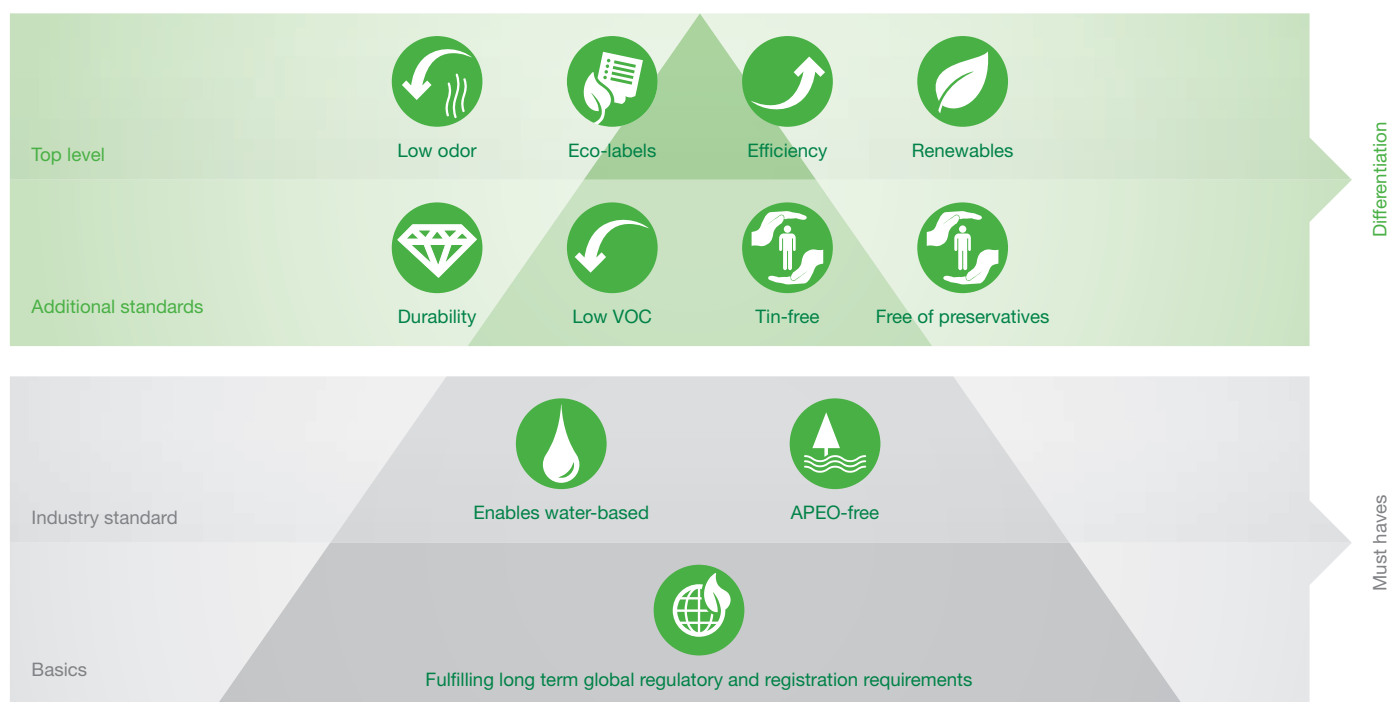 Top level
Low odor
Eco-labels
Efficiency
Renewables
Additional standards
Durability
Low VOC
Tin-free
Free of preservatives
Differentiation
Industry standard
Enables water-based
APEO-free
Basics
Fulfilling long term global regulatory and registration requirements
Must haves